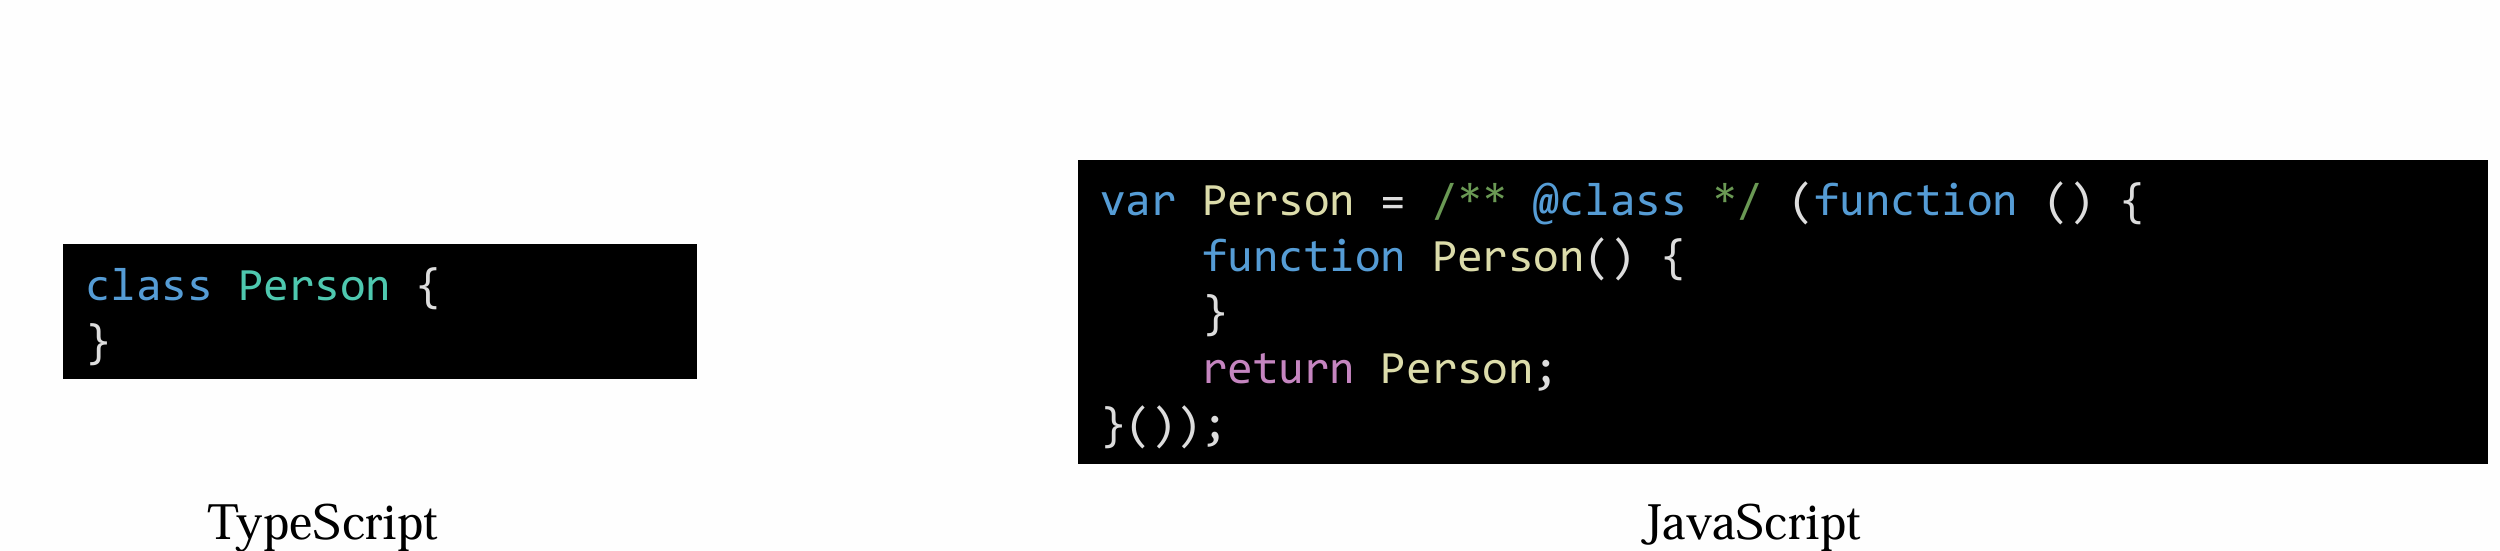 class Person {
}
TypeScript
var Person = /** @class */ (function () {
    function Person() {
    }
    return Person;
}());
JavaScript